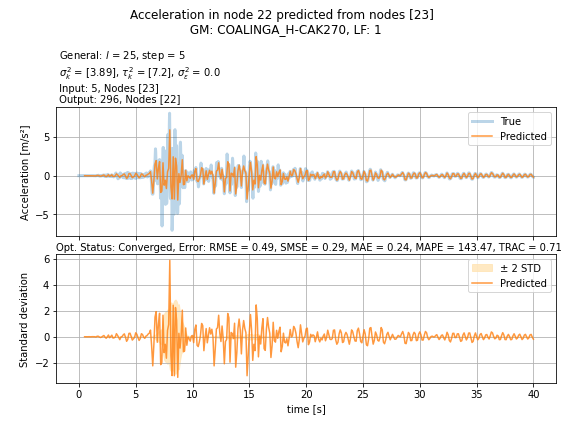 Acceleration in node 22 predicted from nodes [23]
GM: COALINGA_H-CAK270, LF: 1
General: l = 25, step = 5
σ²ₖ = [3.89], τ²ₖ = [7.2], σ²ε = 0.0
Input: 5, Nodes [23]
Output: 296, Nodes [22]
Acceleration [m/s²]
5
0
−5
True
Predicted
Opt. Status: Converged, Error: RMSE = 0.49, SMSE = 0.29, MAE = 0.24, MAPE = 143.47, TRAC = 0.71
Standard deviation
6
4
2
0
−2
± 2 STD
Predicted
0 5 10 15 20 25 30 35 40
time [s]